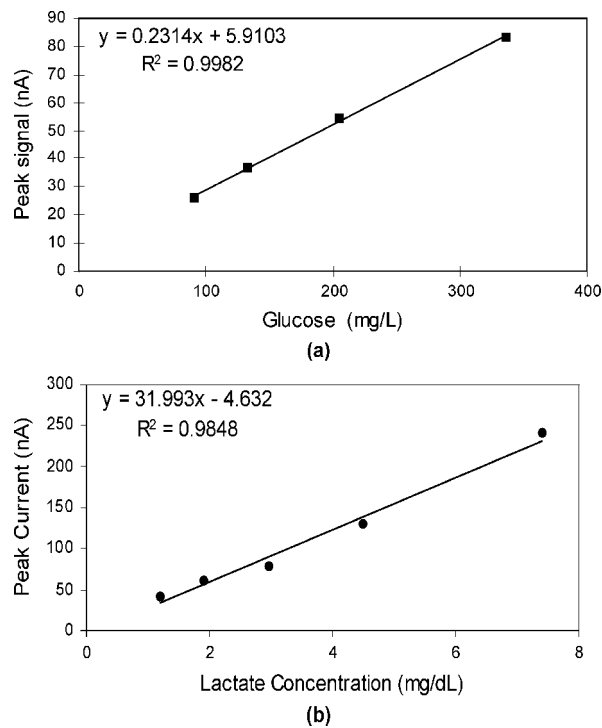 y = 0.2314x + 5.9103
R² = 0.9982
Peak signal (nA)
90
80
70
60
50
40
30
20
10
0
0 100 200 300 400
Glucose (mg/L)
(a)
y = 31.993x - 4.632
R² = 0.9848
Peak Current (nA)
300
250
200
150
100
50
0
0 2 4 6 8
Lactate Concentration (mg/dL)
(b)